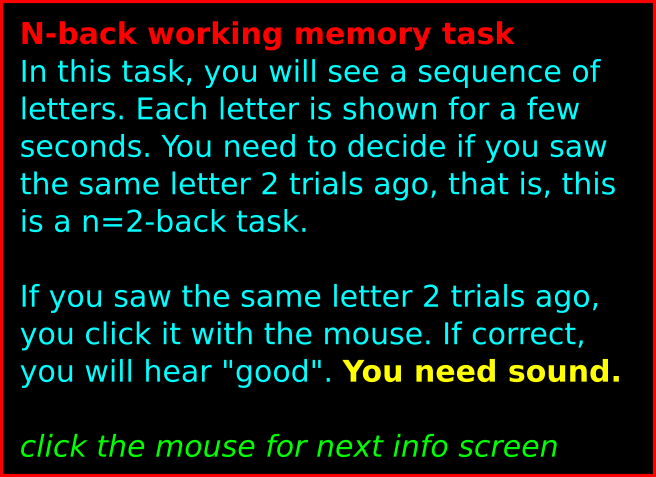 N-back working memory task
In this task, you will see a sequence of
letters. Each letter is shown for a few
seconds. You need to decide if you saw
the same letter 2 trials ago, that is, this
is a n=2-back task.
If you saw the same letter 2 trials ago,
you click it with the mouse. If correct,
you will hear "good". You need sound.
click the mouse for next info screen